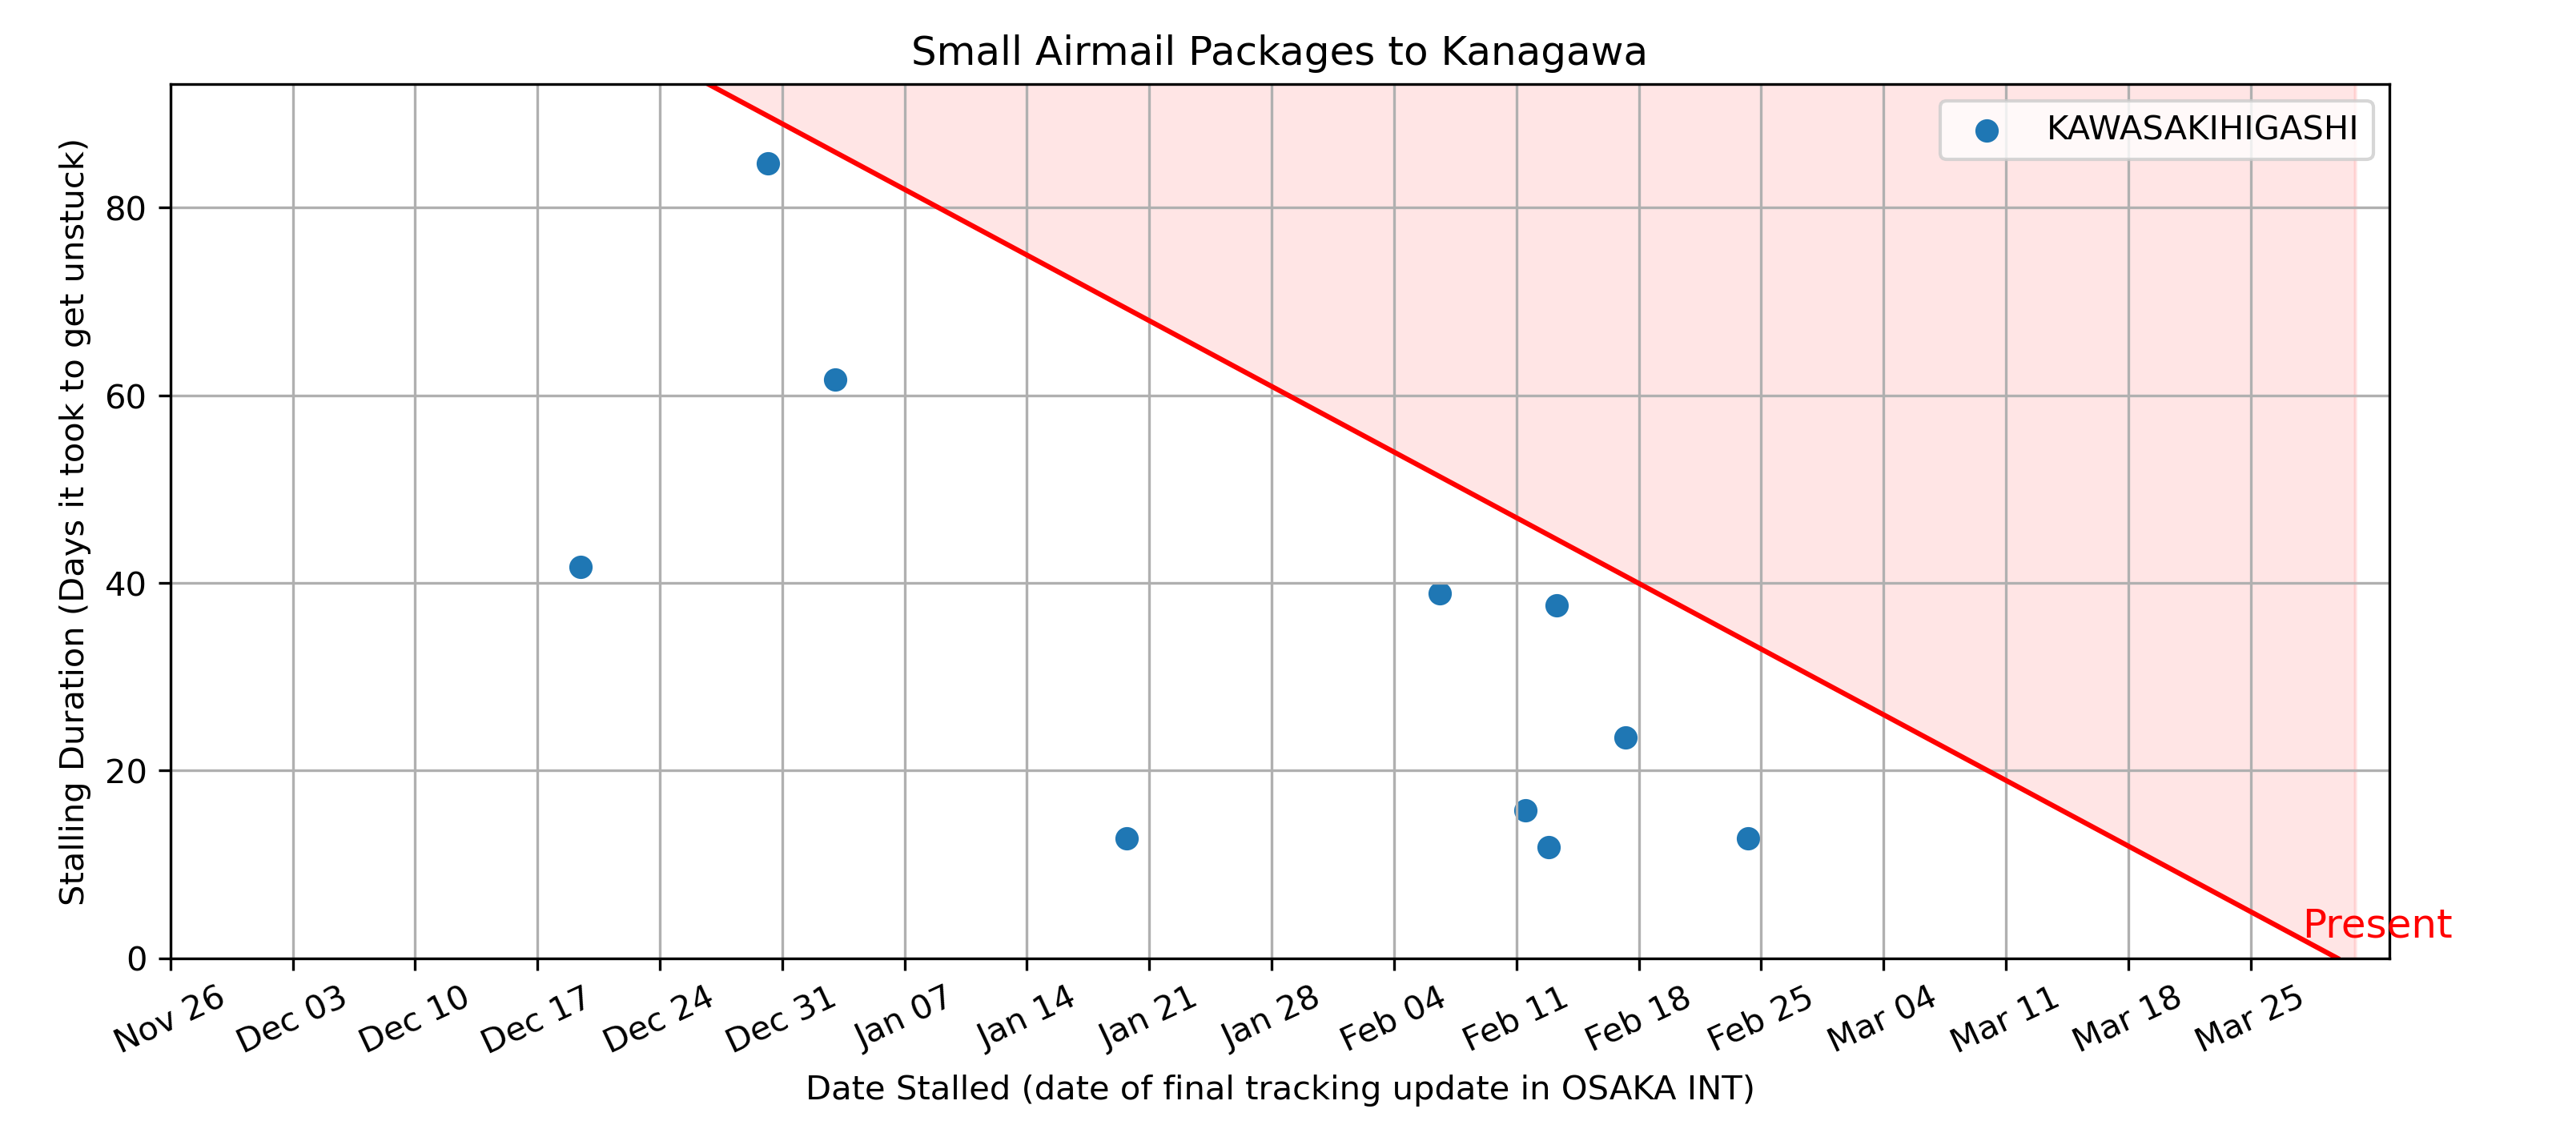 Small Airmail Packages to Kanagawa
KAWASAKIHIGASHI
Stalling Duration (Days it took to get unstuck)
80
60
40
20
0
Present
Nov 26
Dec 03
Dec 10
Dec 17
Dec 24
Dec 31
Jan 07
Jan 14
Jan 21
Jan 28
Feb 04
Feb 11
Feb 18
Feb 25
Mar 04
Mar 11
Mar 18
Mar 25
Date Stalled (date of final tracking update in OSAKA INT)